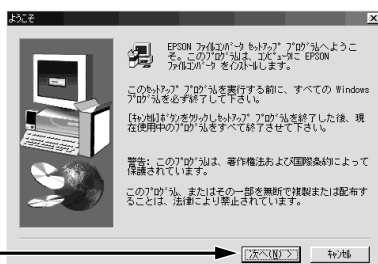 ようこそ
EPSON ﾌｧｲﾙｺﾝﾊﾞｰﾀ ｾｯﾄｱｯﾌﾟ ﾌﾟﾛｸﾞﾗﾑへようこ
そ。このﾌﾟﾛｸﾞﾗﾑは、ｺﾝﾋﾟｭｰﾀに EPSON
ﾌｧｲﾙｺﾝﾊﾞｰﾀ をｲﾝｽﾄｰﾙします。
このｾｯﾄｱｯﾌﾟ ﾌﾟﾛｸﾞﾗﾑを実行する前に、すべての Windows
ﾌﾟﾛｸﾞﾗﾑを必ず終了して下さい。
[ｷｬﾝｾﾙ]ﾎﾞﾀﾝをｸﾘｯｸしｾｯﾄｱｯﾌﾟ ﾌﾟﾛｸﾞﾗﾑを終了した後、現
在使用中のﾌﾟﾛｸﾞﾗﾑをすべて終了させて下さい。
警告: このﾌﾟﾛｸﾞﾗﾑは、著作権法および国際条約によって
保護されています。
このﾌﾟﾛｸﾞﾗﾑ、またはその一部を無断で複製または配布す
ることは、法律により禁止されています。
次へ(N) >
ｷｬﾝｾﾙ